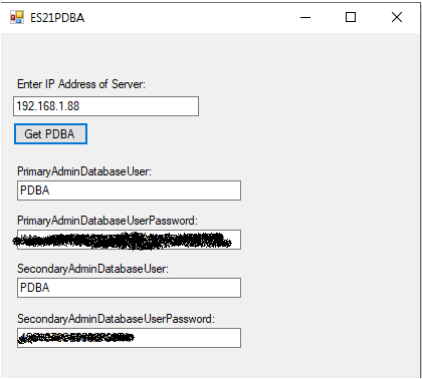 ES21PDBA
Enter IP Address of Server:
192.168.1.88
Get PDBA
PrimaryAdminDatabaseUser:
PDBA
PrimaryAdminDatabaseUserPassword:
SecondaryAdminDatabaseUser:
PDBA
SecondaryAdminDatabaseUserPassword: